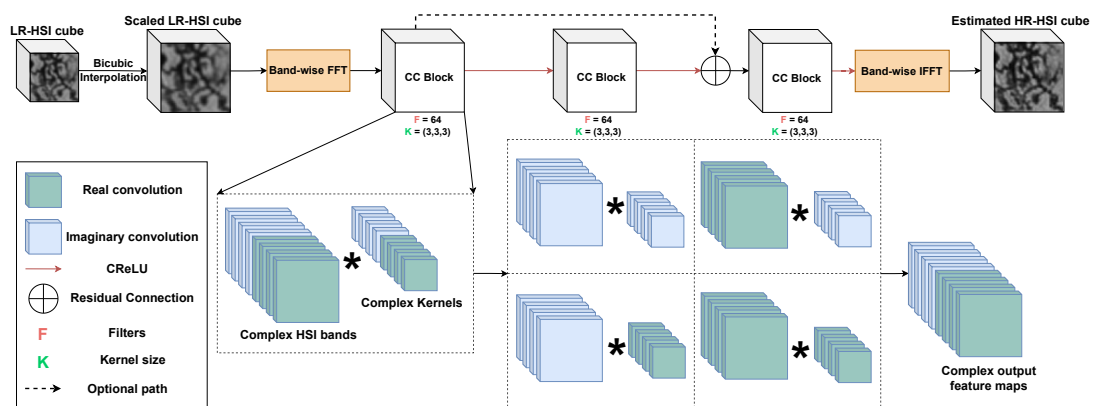 LR-HSI cube
Scaled LR-HSI cube
Estimated HR-HSI cube
Bicubic
Interpolation
Band-wise FFT
CC Block
CC Block
CC Block
Band-wise IFFT
F = 64
K = (3,3,3)
F = 64
K = (3,3,3)
F = 64
K = (3,3,3)
Real convolution
Imaginary convolution
CReLU
Residual Connection
F Filters
K Kernel size
Optional path
*
Complex Kernels
Complex HSI bands
*
*
*
*
Complex output
feature maps